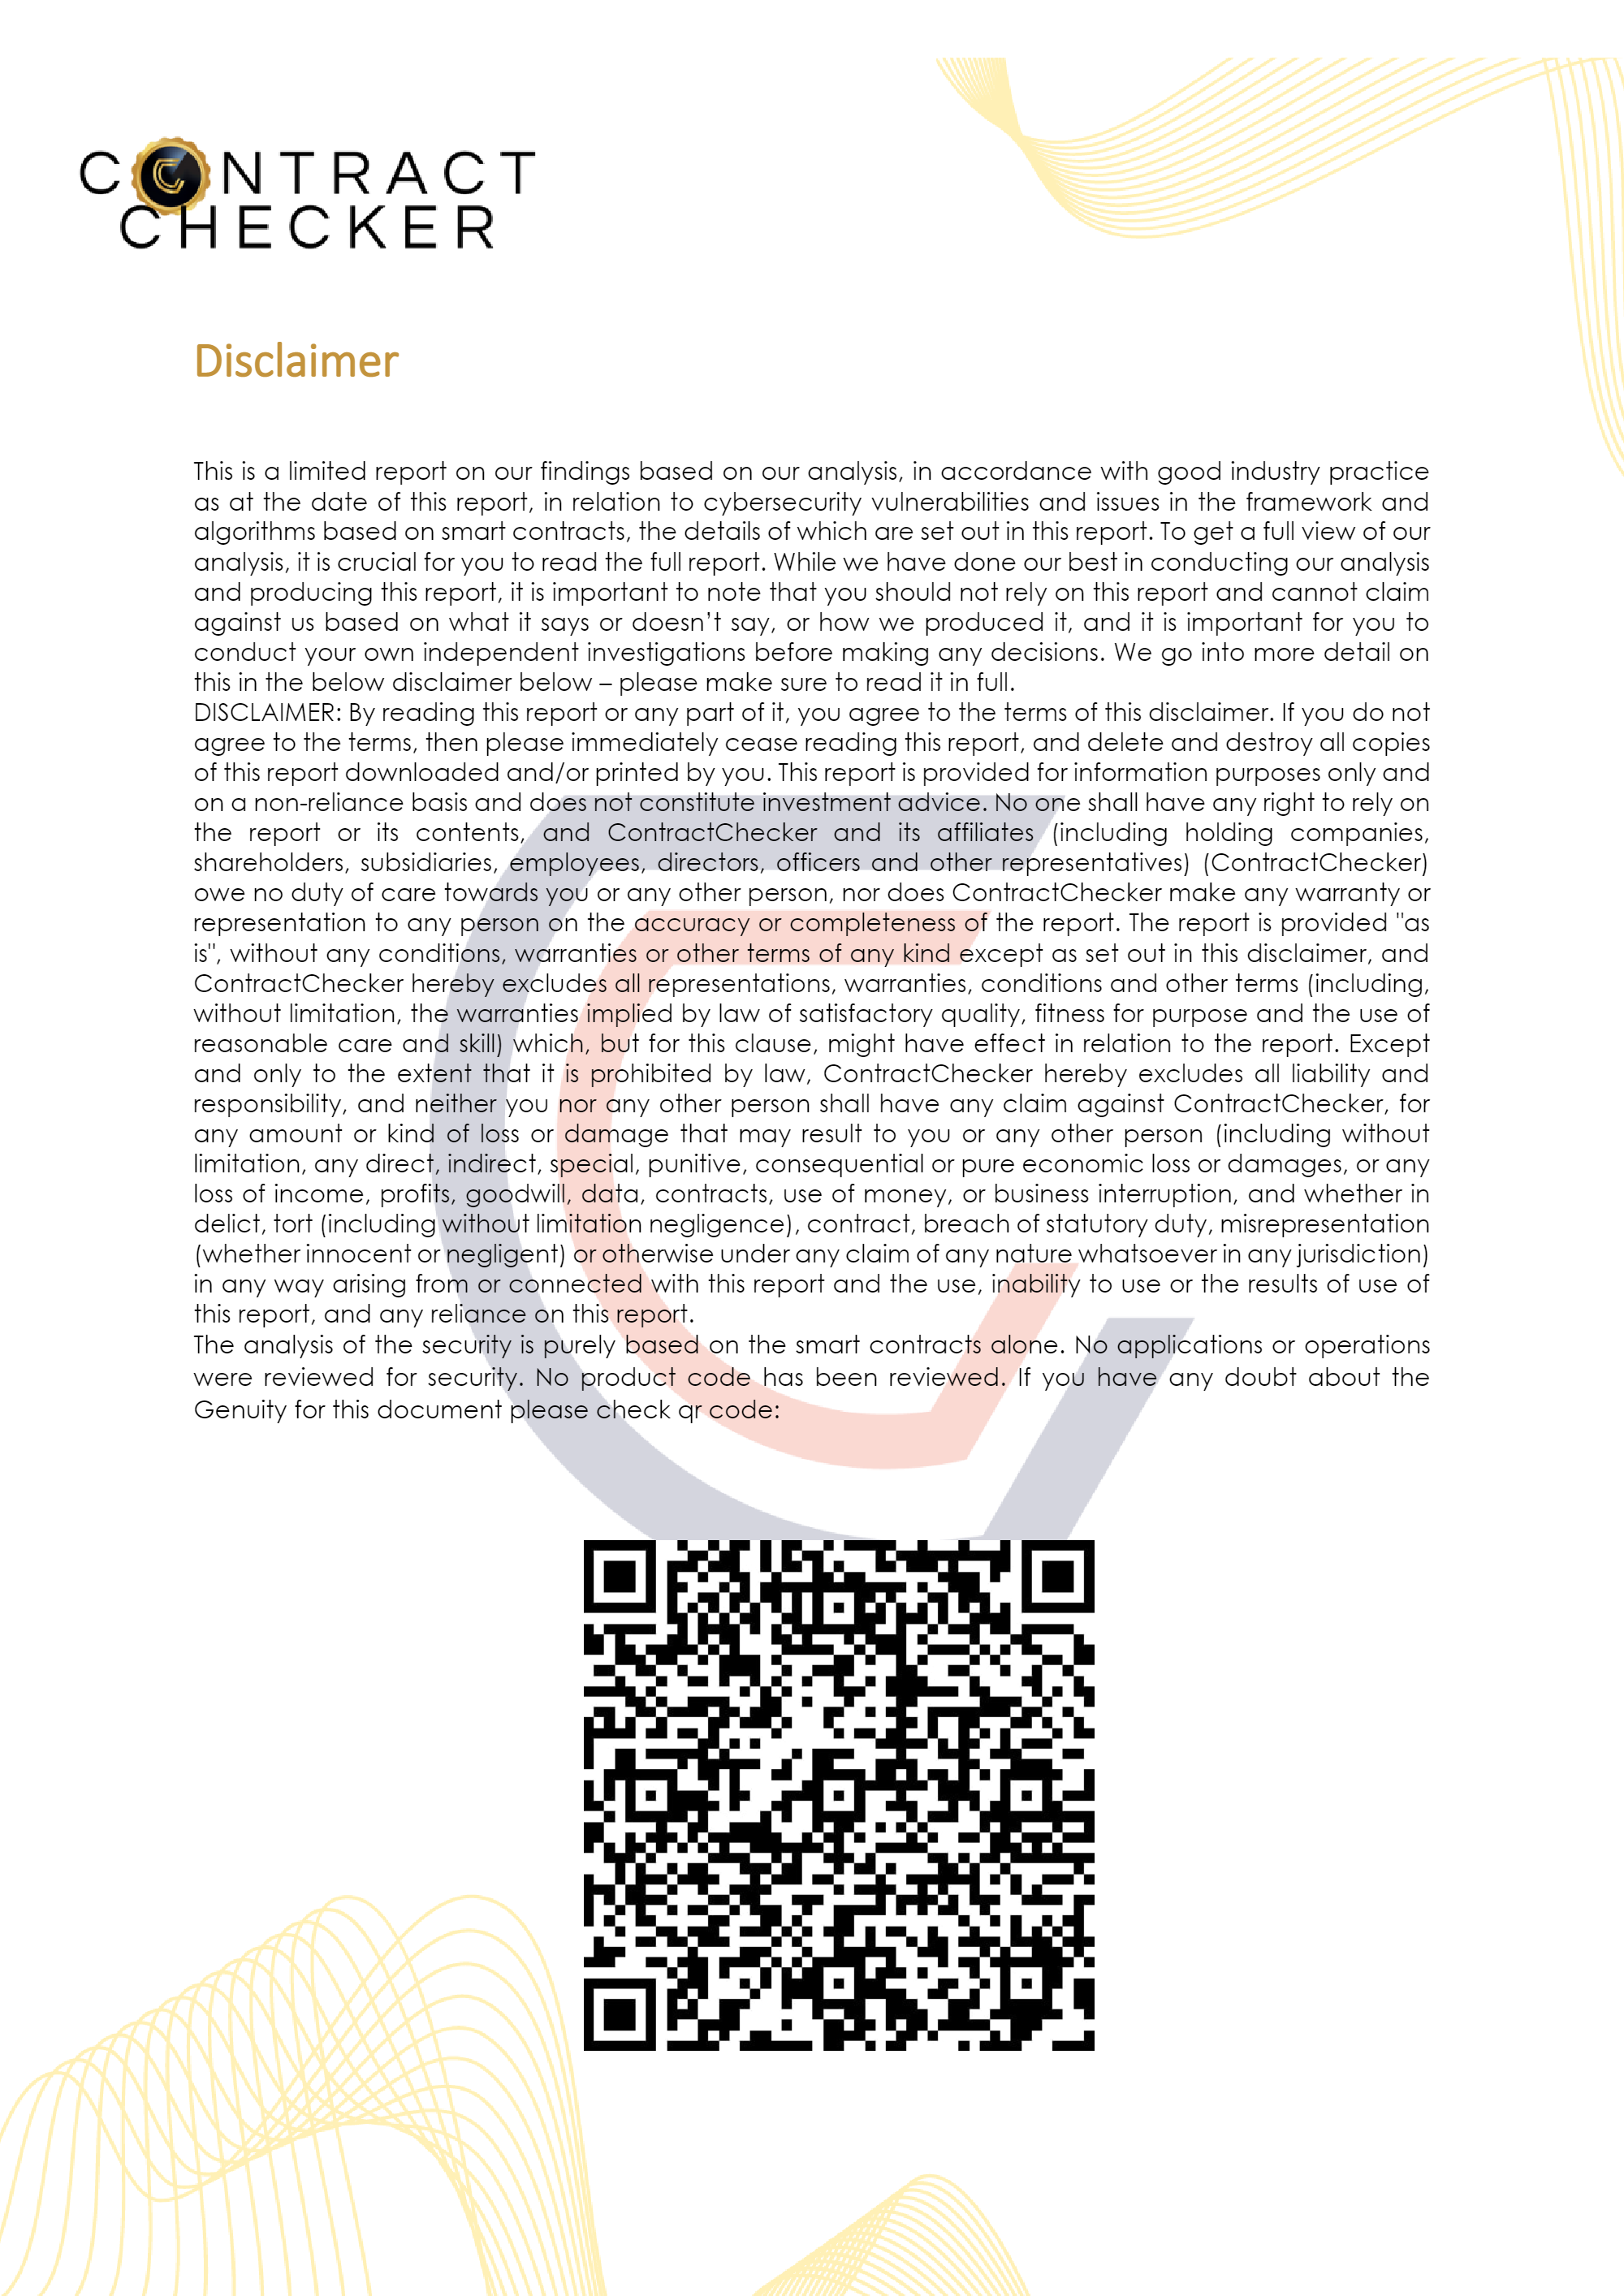 CONTRACT
CHECKER
Disclaimer
This is a limited report on our findings based on our analysis, in accordance with good industry practice
as at the date of this report, in relation to cybersecurity vulnerabilities and issues in the framework and
algorithms based on smart contracts, the details of which are set out in this report. To get a full view of our
analysis, it is crucial for you to read the full report. While we have done our best in conducting our analysis
and producing this report, it is important to note that you should not rely on this report and cannot claim
against us based on what it says or doesn’t say, or how we produced it, and it is important for you to
conduct your own independent investigations before making any decisions. We go into more detail on
this in the below disclaimer below – please make sure to read it in full.
DISCLAIMER: By reading this report or any part of it, you agree to the terms of this disclaimer. If you do not
agree to the terms, then please immediately cease reading this report, and delete and destroy all copies
of this report downloaded and/or printed by you. This report is provided for information purposes only and
on a non-reliance basis and does not constitute investment advice. No one shall have any right to rely on
the report or its contents, and ContractChecker and its affiliates (including holding companies,
shareholders, subsidiaries, employees, directors, officers and other representatives) (ContractChecker)
owe no duty of care towards you or any other person, nor does ContractChecker make any warranty or
representation to any person on the accuracy or completeness of the report. The report is provided "as
is", without any conditions, warranties or other terms of any kind except as set out in this disclaimer, and
ContractChecker hereby excludes all representations, warranties, conditions and other terms (including,
without limitation, the warranties implied by law of satisfactory quality, fitness for purpose and the use of
reasonable care and skill) which, but for this clause, might have effect in relation to the report. Except
and only to the extent that it is prohibited by law, ContractChecker hereby excludes all liability and
responsibility, and neither you nor any other person shall have any claim against ContractChecker, for
any amount or kind of loss or damage that may result to you or any other person (including without
limitation, any direct, indirect, special, punitive, consequential or pure economic loss or damages, or any
loss of income, profits, goodwill, data, contracts, use of money, or business interruption, and whether in
delict, tort (including without limitation negligence), contract, breach of statutory duty, misrepresentation
(whether innocent or negligent) or otherwise under any claim of any nature whatsoever in any jurisdiction)
in any way arising from or connected with this report and the use, inability to use or the results of use of
this report, and any reliance on this report.
The analysis of the security is purely based on the smart contracts alone. No applications or operations
were reviewed for security. No product code has been reviewed. If you have any doubt about the
Genuity for this document please check qr code: